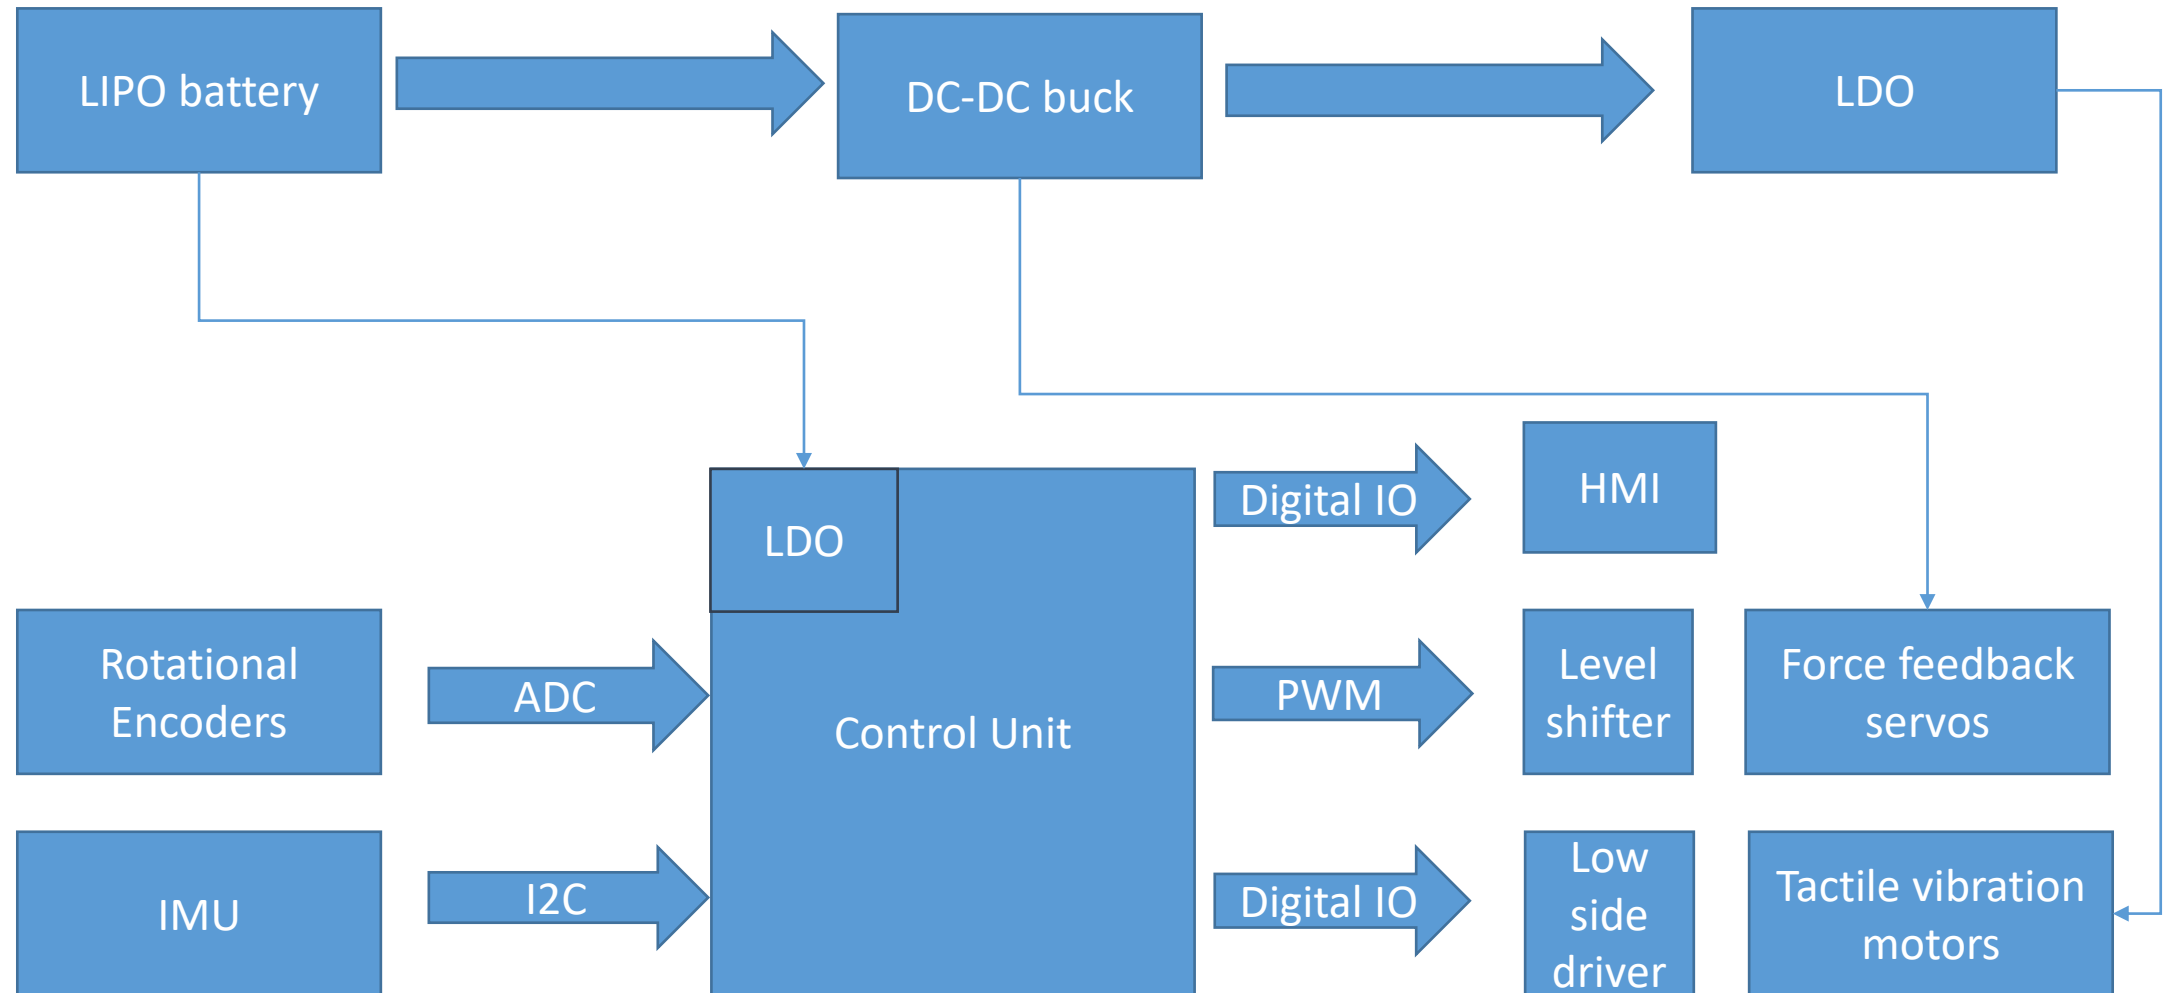 LIPO battery
DC-DC buck
LDO
LDO
Digital IO
HMI
Rotational
Encoders
ADC
Control Unit
PWM
Level
shifter
Force feedback
servos
IMU
I2C
Digital IO
Low
side
driver
Tactile vibration
motors